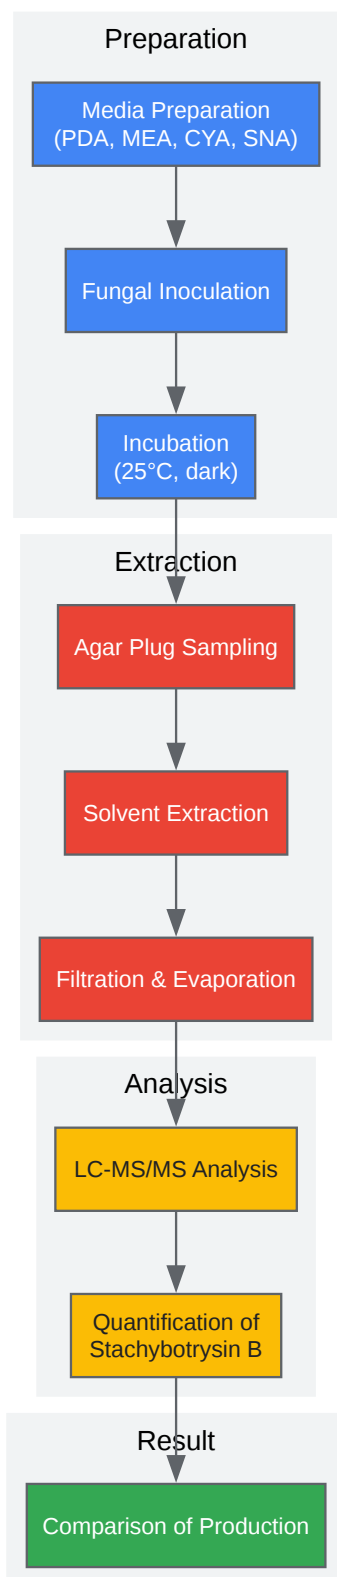 Preparation
Media Preparation
(PDA, MEA, CYA, SNA)
Fungal Inoculation
Incubation
(25°C, dark)
Extraction
Agar Plug Sampling
Solvent Extraction
Filtration & Evaporation
Analysis
LC-MS/MS Analysis
Quantification of
Stachybotrysin B
Result
Comparison of Production